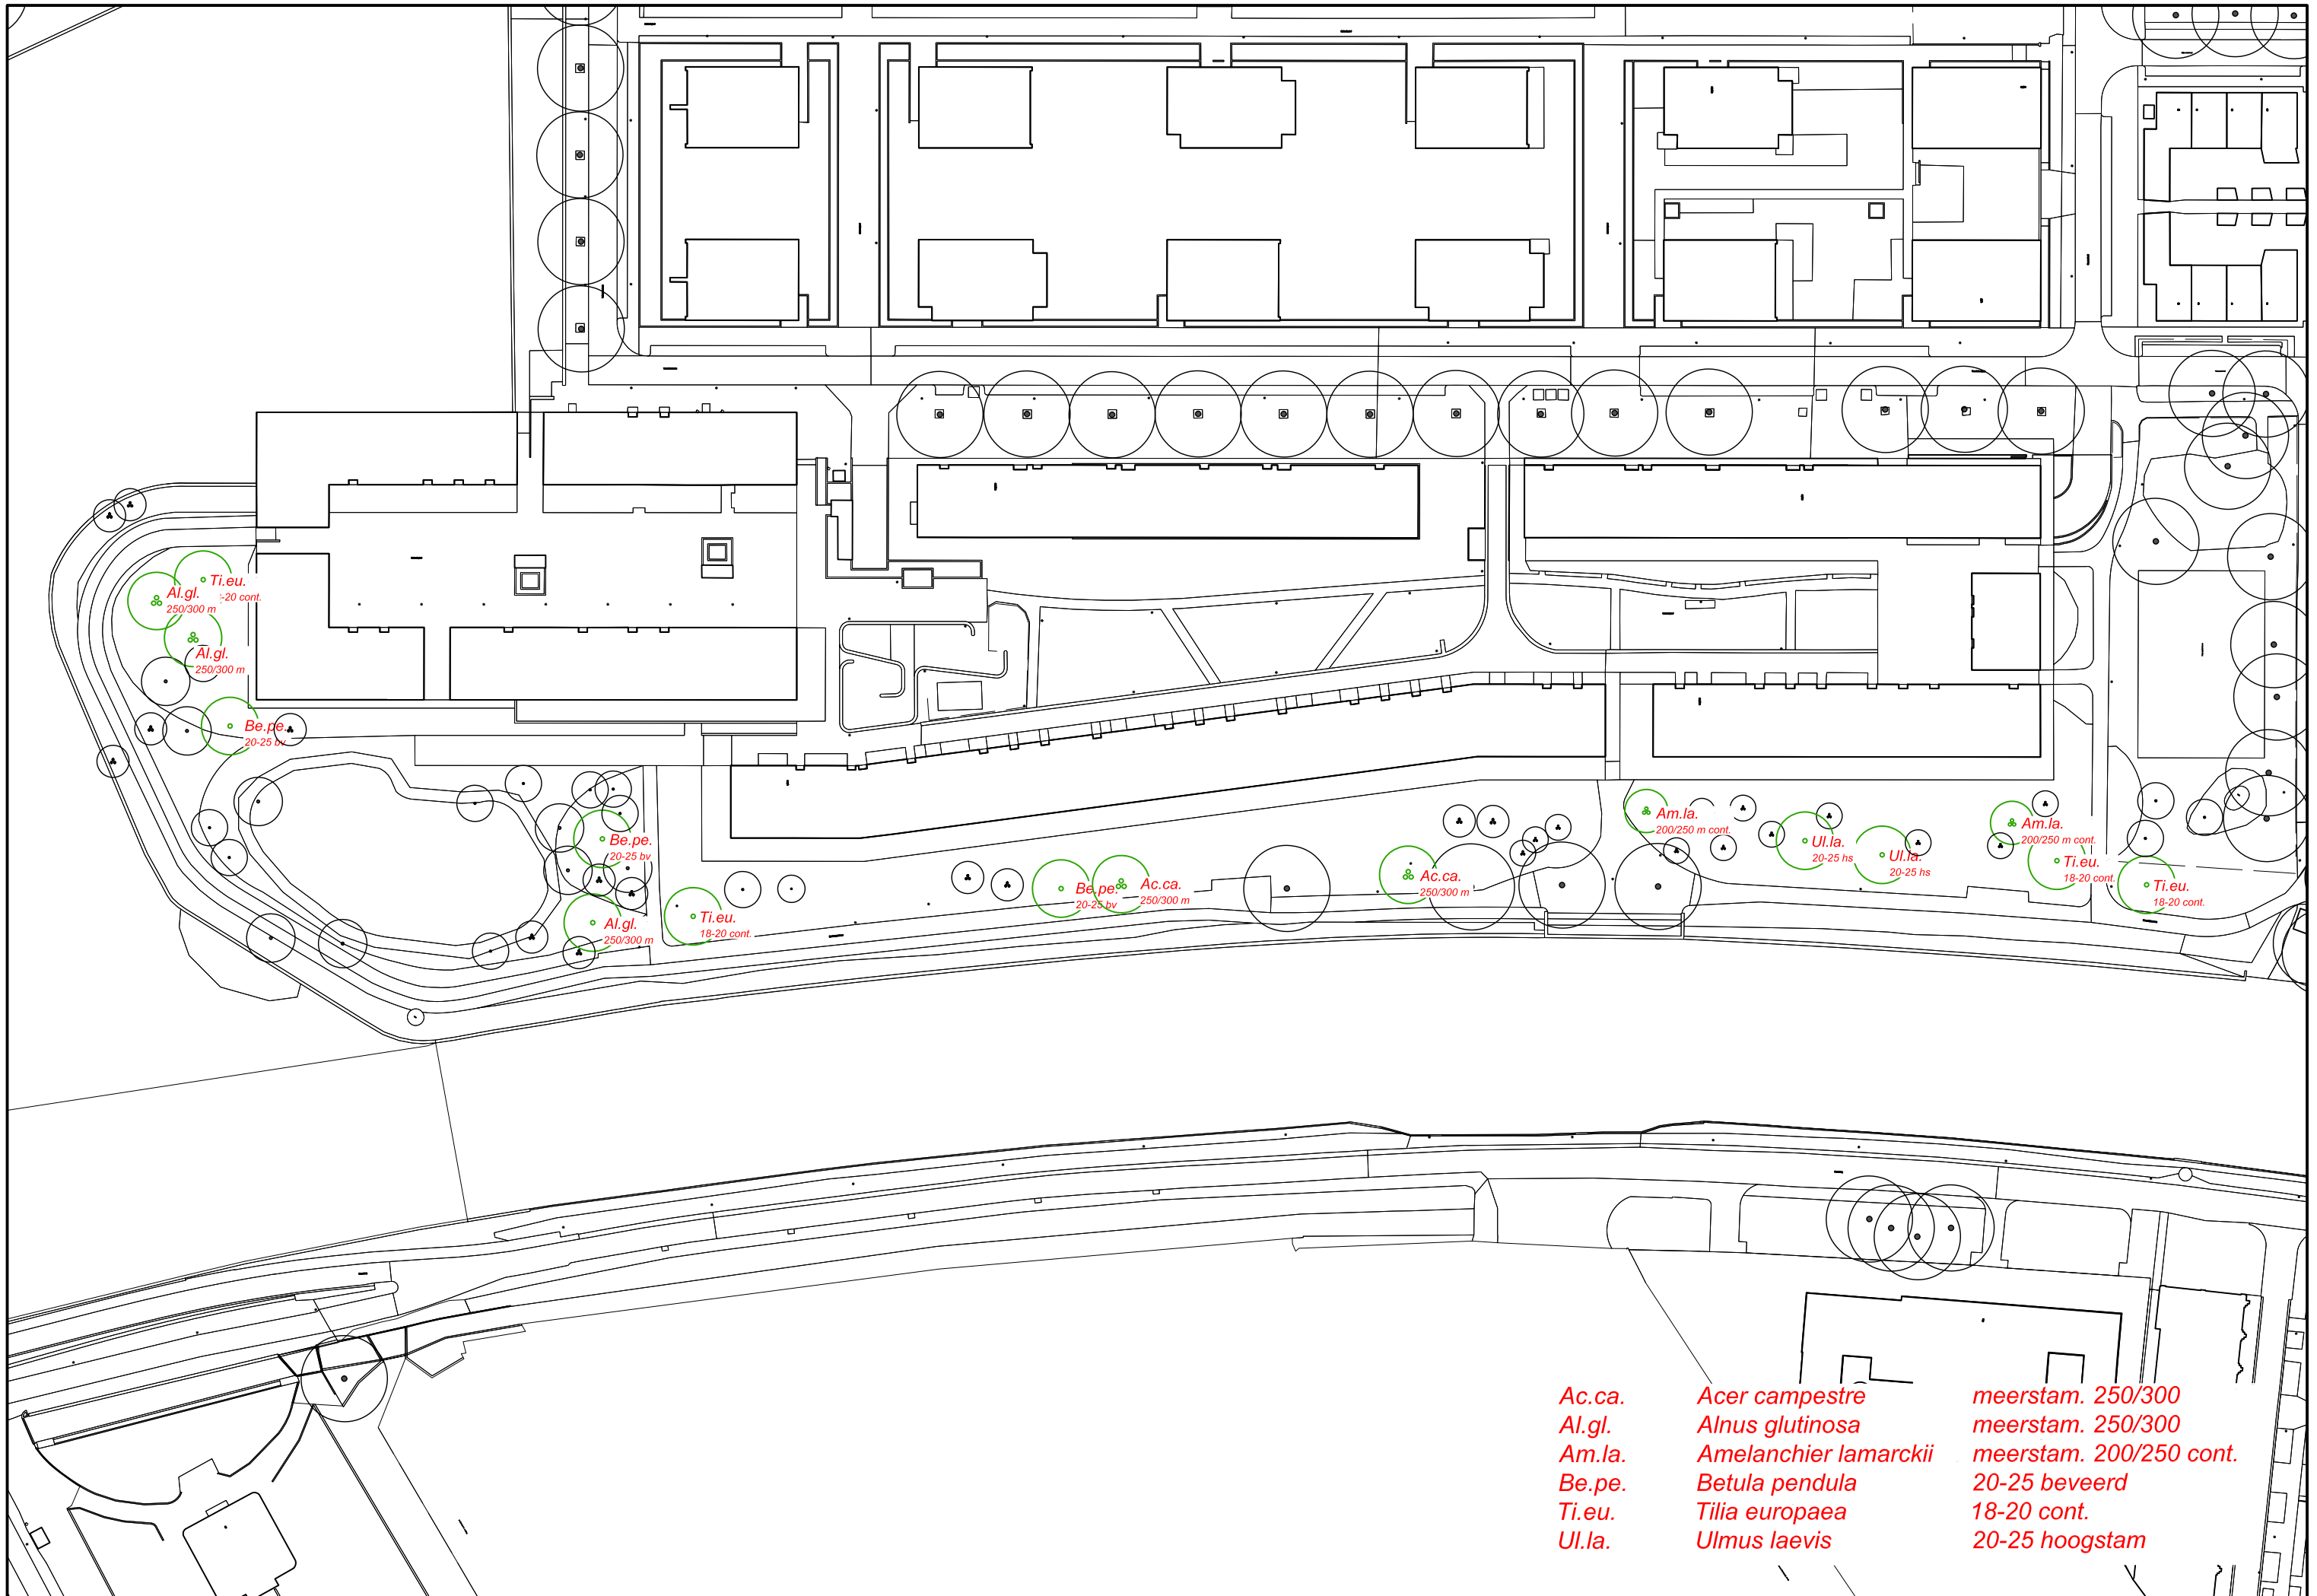 Ti.eu.
-20 cont.
Al.gl.
250/300 m
Al.gl.
250/300 m
Be.pe.
20-25 bv
Be.pe.
20-25 bv
Al.gl.
250/300 m
Ti.eu.
18-20 cont.
Be.pe.
20-25 bv
Ac.ca.
250/300 m
Ac.ca.
250/300 m
Am.la.
200/250 m cont.
Ul.la.
20-25 hs
Ul.la.
20-25 hs
Am.la.
200/250 m cont.
Ti.eu.
18-20 cont.
Ti.eu.
18-20 cont.
Ac.ca. Acer campestre meerstam. 250/300
Al.gl. Alnus glutinosa meerstam. 250/300
Am.la. Amelanchier lamarckii meerstam. 200/250 cont.
Be.pe. Betula pendula 20-25 beveerd
Ti.eu. Tilia europaea 18-20 cont.
Ul.la. Ulmus laevis 20-25 hoogstam